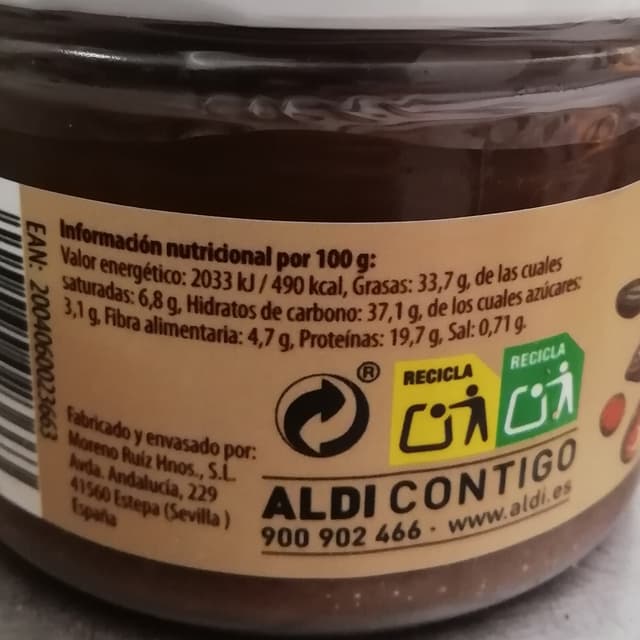 Información nutricional por 100 g:
Valor energético: 2033 kJ / 490 kcal, Grasas: 33,7 g, de las cuales
saturadas: 6,8 g, Hidratos de carbono: 37,1 g, de los cuales azúcares:
3,1 g, Fibra alimentaria: 4,7 g, Proteínas: 19,7 g, Sal: 0,71 g.
EAN: 2004060023663
®
RECICLA
RECICLA
Fabricado y envasado por:
Moreno Ruíz Hnos., S.L.
Avda. Andalucía, 229
41560 Estepa (Sevilla )
España
ALDI CONTIGO
900 902 466 · www.aldi.es